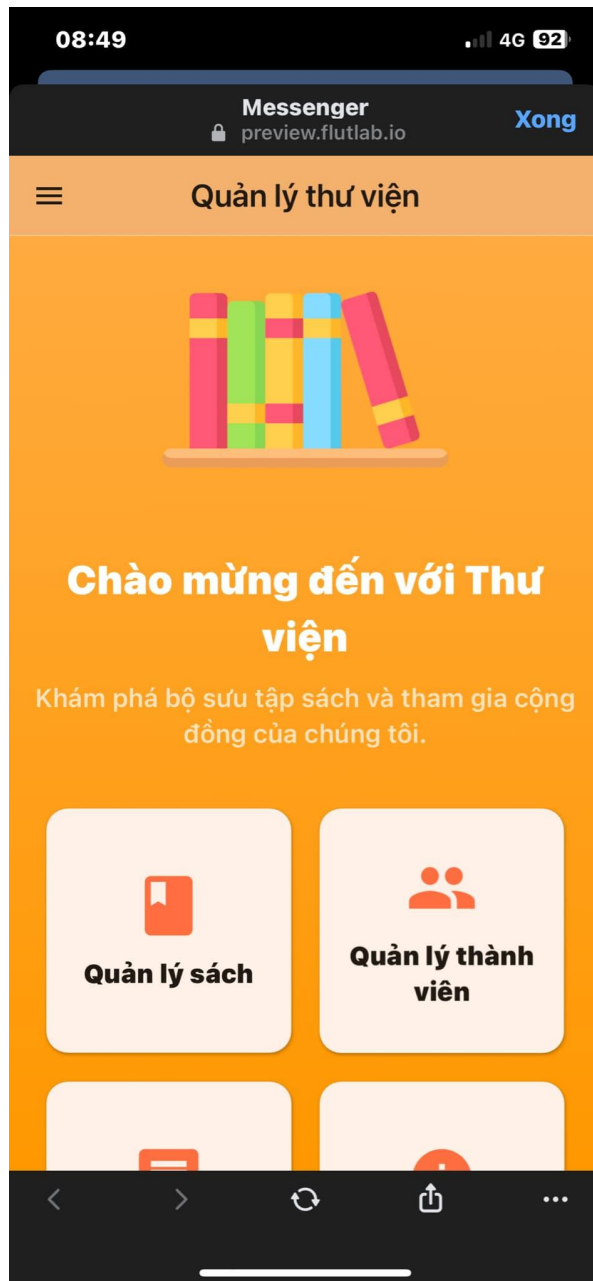 08:49
4G 92
Messenger
preview.flutlab.io
Xong
Quản lý thư viện
Chào mừng đến với Thư
viện
Khám phá bộ sưu tập sách và tham gia cộng
đồng của chúng tôi.
Quản lý sách
Quản lý thành
viên